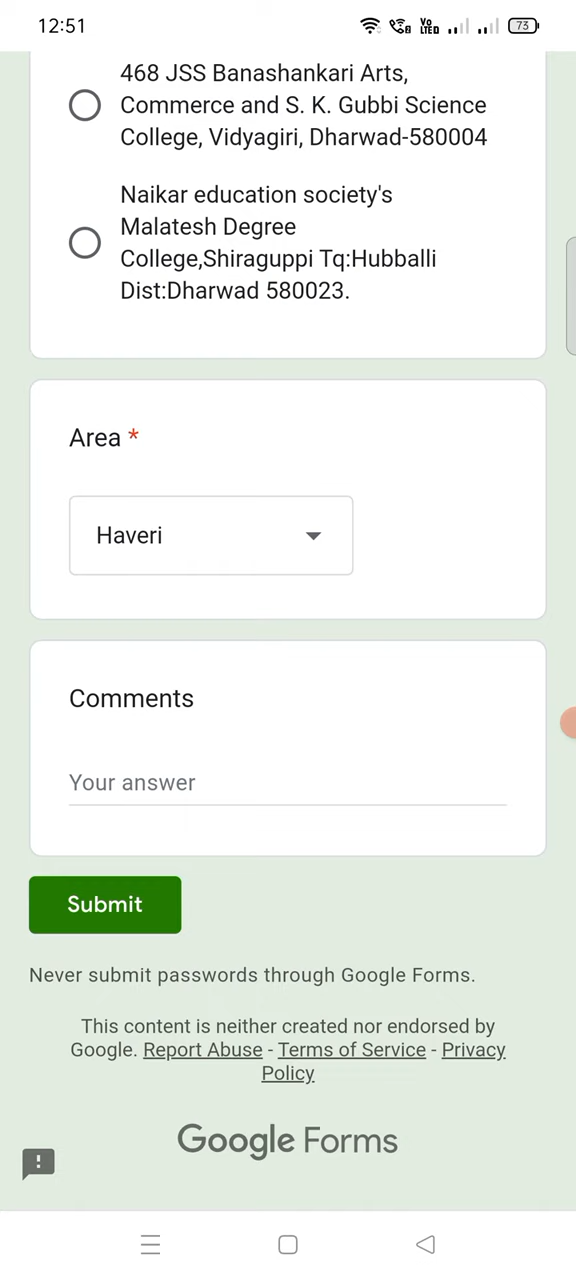 12:51
Vo
LTED
73
468 JSS Banashankari Arts,
Commerce and S. K. Gubbi Science
College, Vidyagiri, Dharwad-580004
Naikar education society's
Malatesh Degree
College,Shiraguppi Tq:Hubballi
Dist:Dharwad 580023.
Area *
Haveri
Comments
Your answer
Submit
Never submit passwords through Google Forms.
This content is neither created nor endorsed by
Google. Report Abuse - Terms of Service - Privacy
Policy
Google Forms